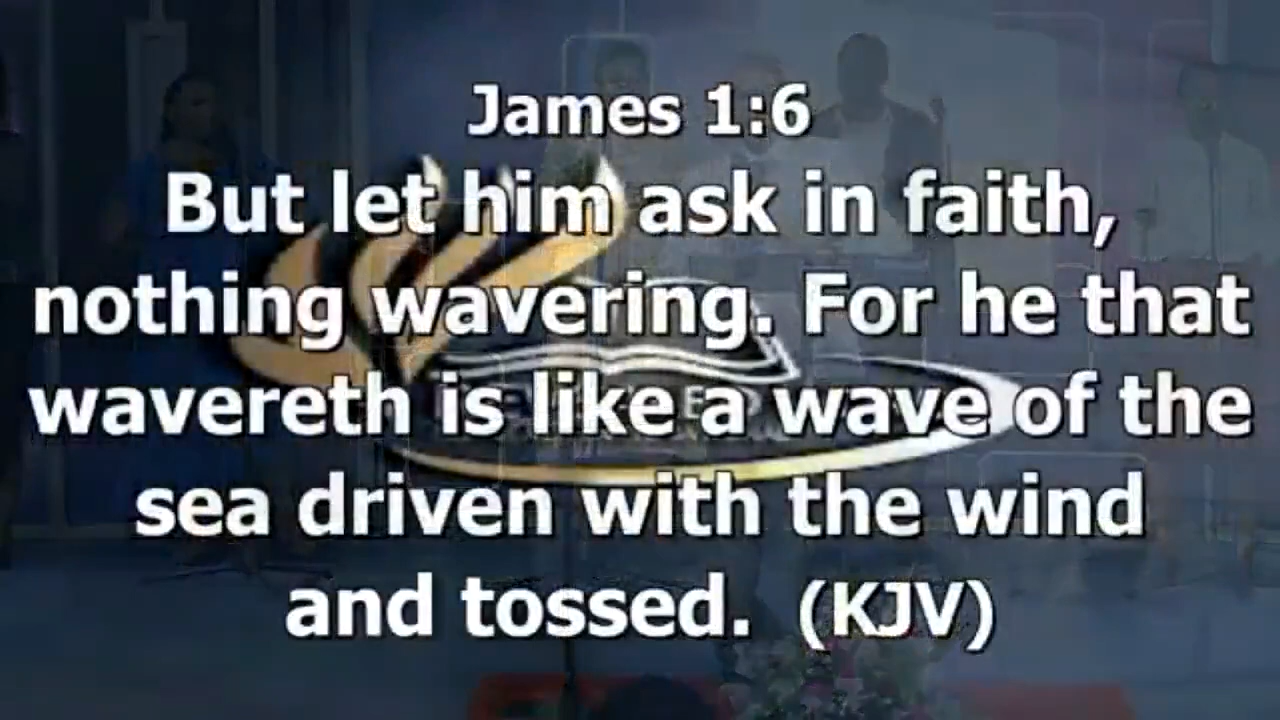 James 1:6
But let him ask in faith,
nothing wavering. For he that
wavereth is like a wave of the
sea driven with the wind
and tossed. (KJV)